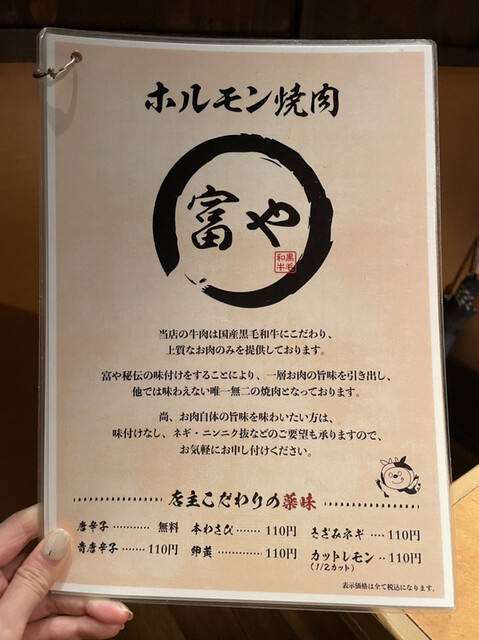 ホルモン焼肉
富や
黒毛
和牛
当店の牛肉は国産黒毛和牛にこだわり、
上質なお肉のみを提供しております。
富や秘伝の味付けをすることにより、一層お肉の旨味を引き出し、
他では味わえない唯一無二の焼肉となっております。
尚、お肉自体の旨味を味わいたい方は、
味付けなし、ネギ・ニンニク抜などのご要望も承りますので、
お気軽にお申し付けください。
店主こだわりの薬味
唐辛子 ………… 無料 本わさび ……… 110円 きざみネギ … 110円
青唐辛子 …… 110円 卵黄 ………… 110円 カットレモン ‥ 110円
(1/2カット)
表示価格は全て税込になります。